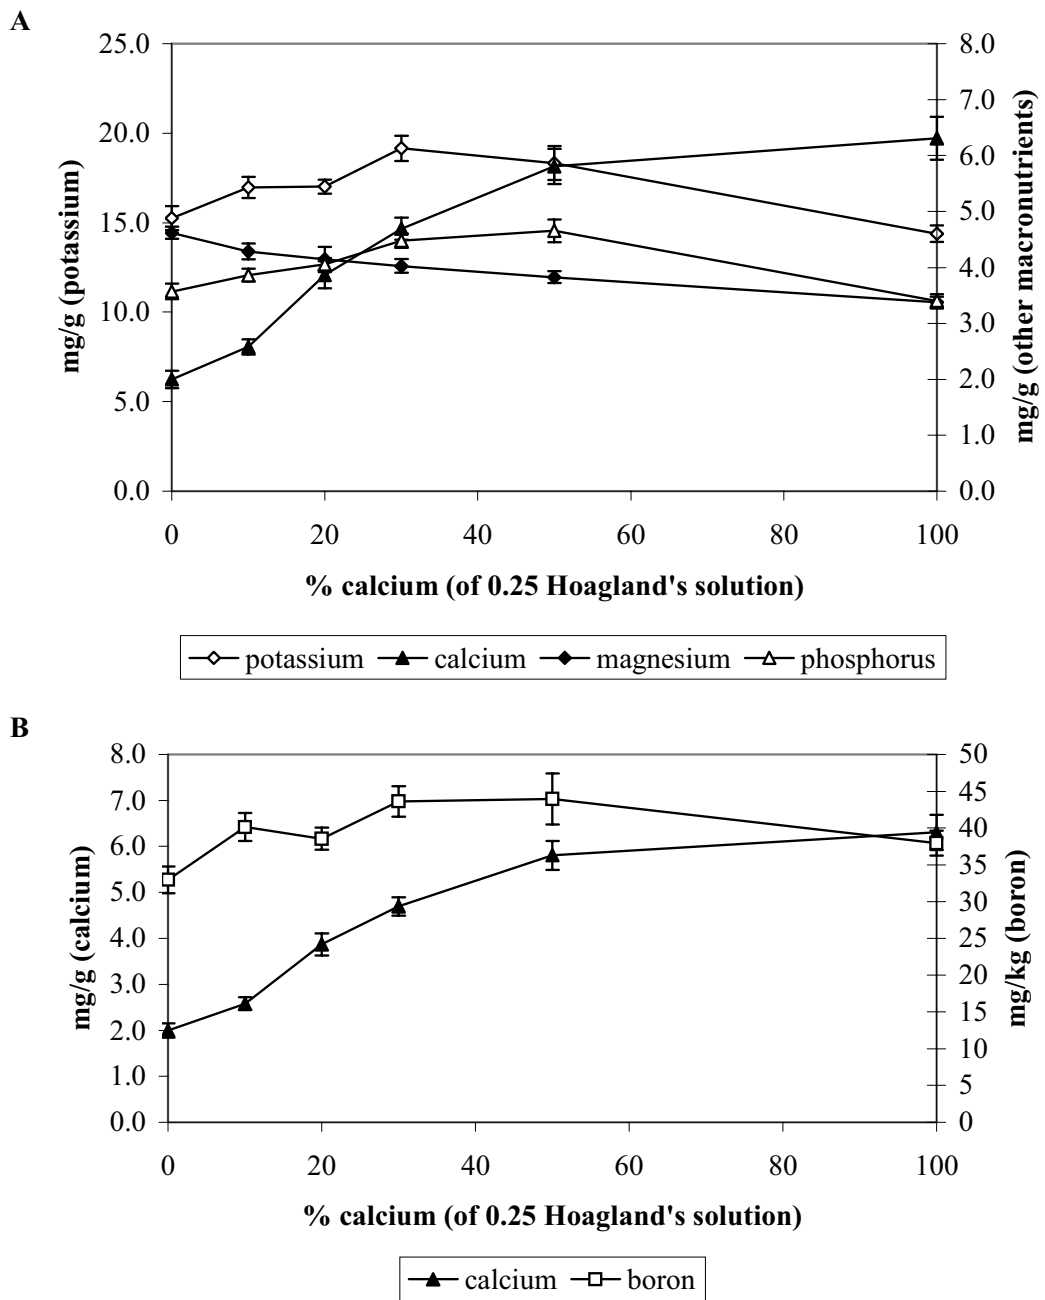 A
25.0
20.0
15.0
10.0
5.0
0.0
mg/g (potassium)
8.0
7.0
6.0
5.0
4.0
3.0
2.0
1.0
0.0
mg/g (other macronutrients)
0 20 40 60 80 100
% calcium (of 0.25 Hoagland's solution)
potassium calcium magnesium phosphorus
B
8.0
7.0
6.0
5.0
4.0
3.0
2.0
1.0
0.0
mg/g (calcium)
50
45
40
35
30
25
20
15
10
5
0
mg/kg (boron)
0 20 40 60 80 100
% calcium (of 0.25 Hoagland's solution)
calcium boron